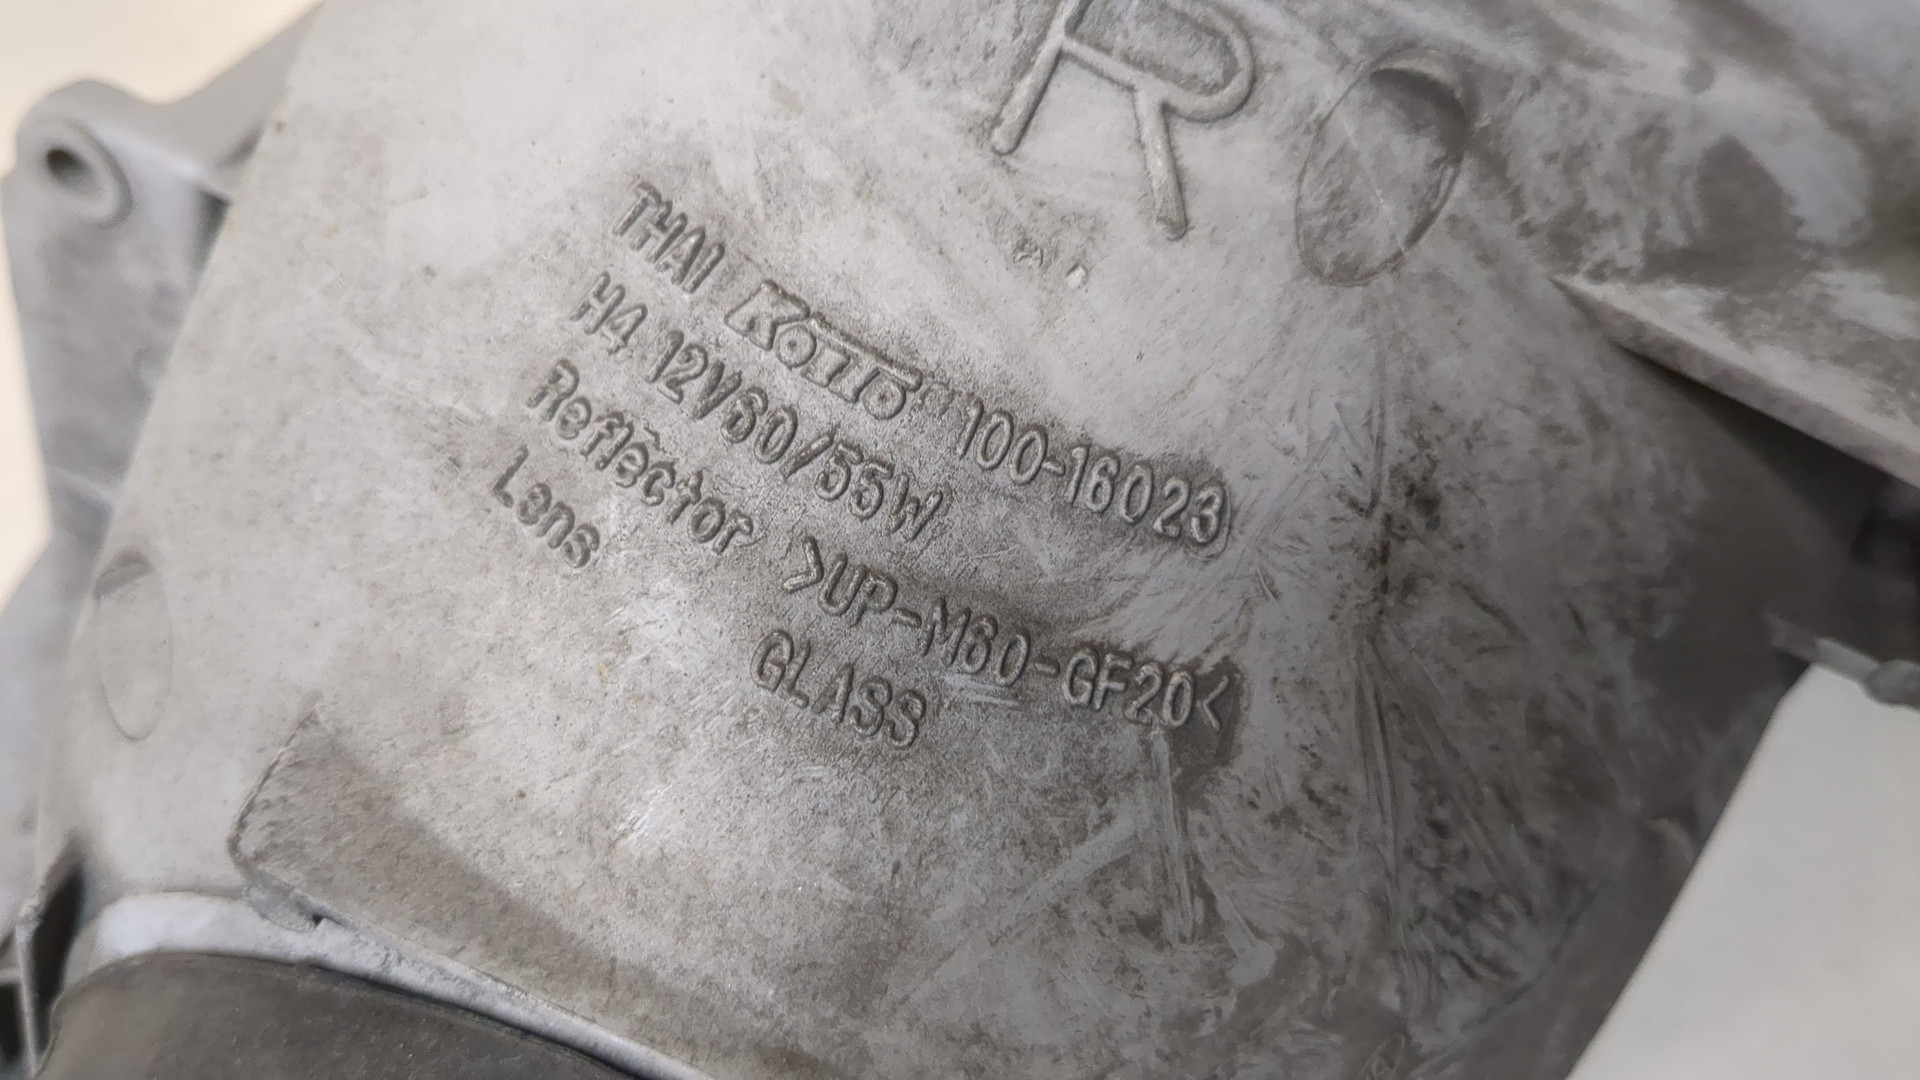 R
THAI KOITO 100-16023
H4 12V60/55W
Reflector >UP-M60-GF20<
Lens GLASS